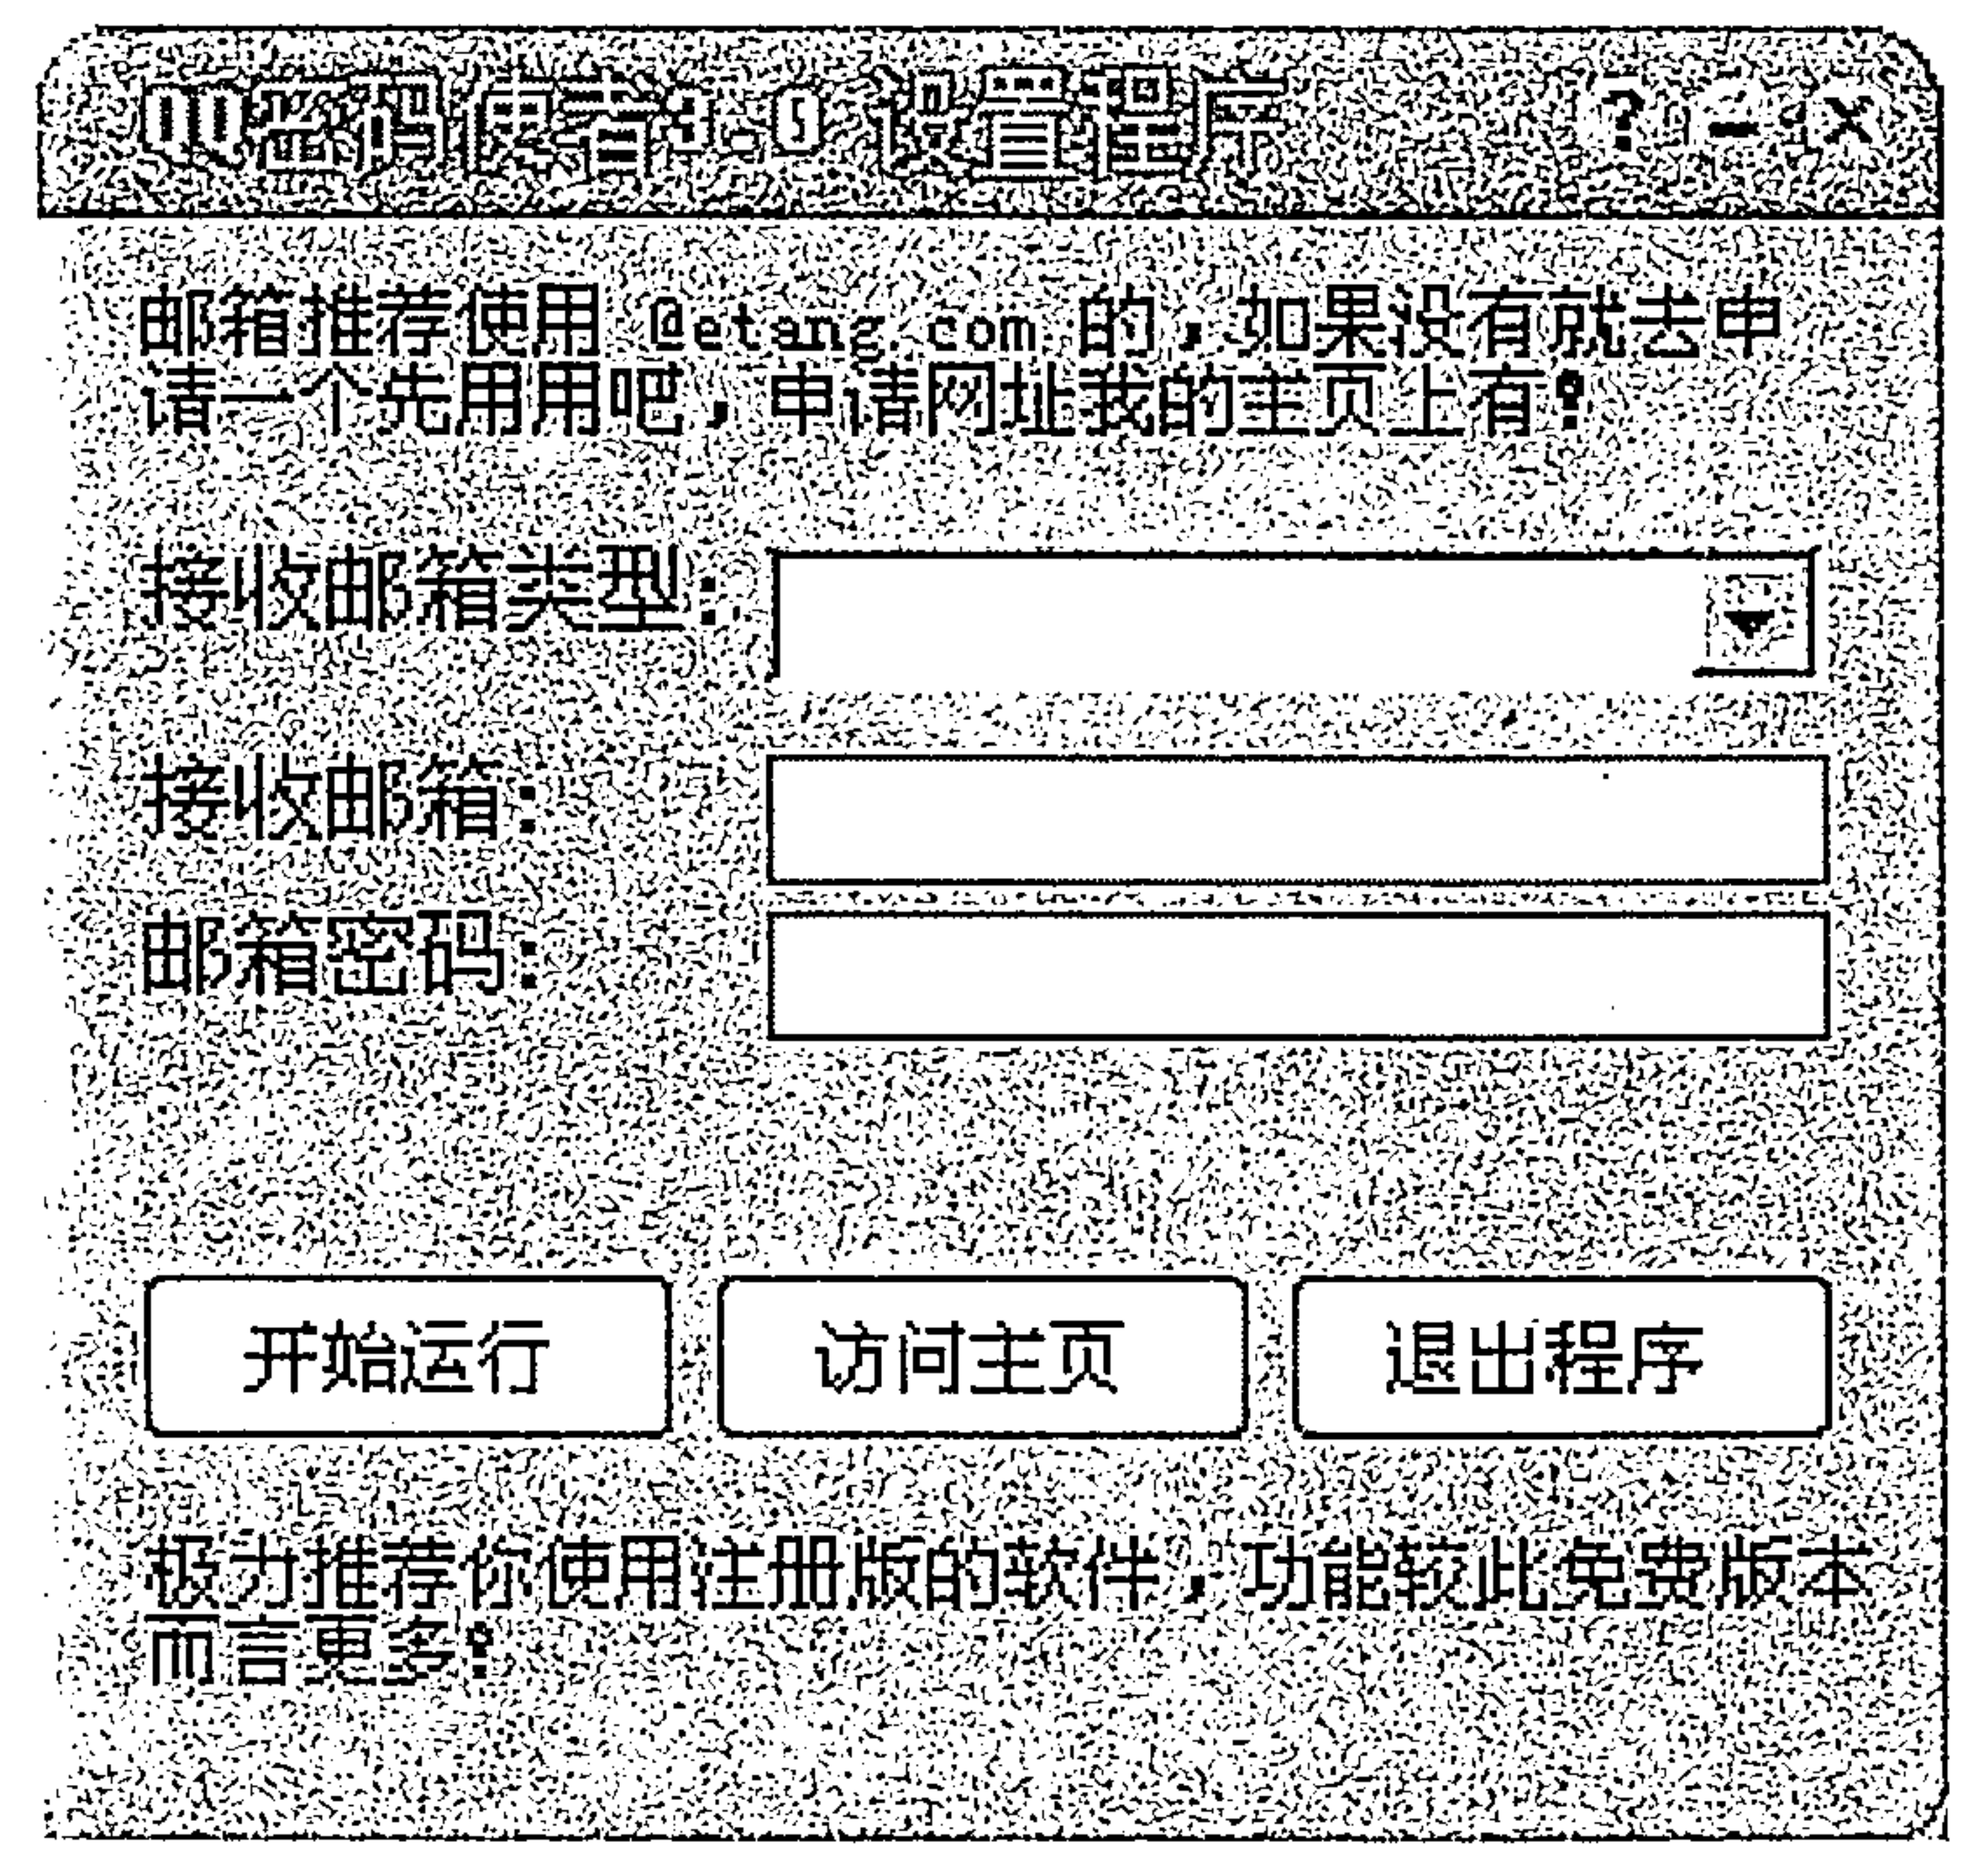 QQ密码使者3.0 设置程序 ? - ×
邮箱推荐使用 @etang.com 的，如果没有就去申
请一个先用用吧，申请网址我的主页上有！
接收邮箱类型：
接收邮箱：
邮箱密码：
开始运行 访问主页 退出程序
极力推荐你使用注册版的软件，功能较此免费版本
而言更多！